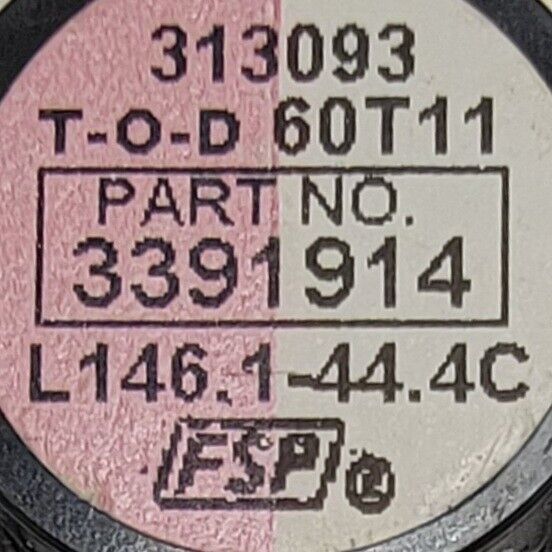 313093
T-O-D 60T11
PART NO.
3391914
L146.1-44.4C
FSP®